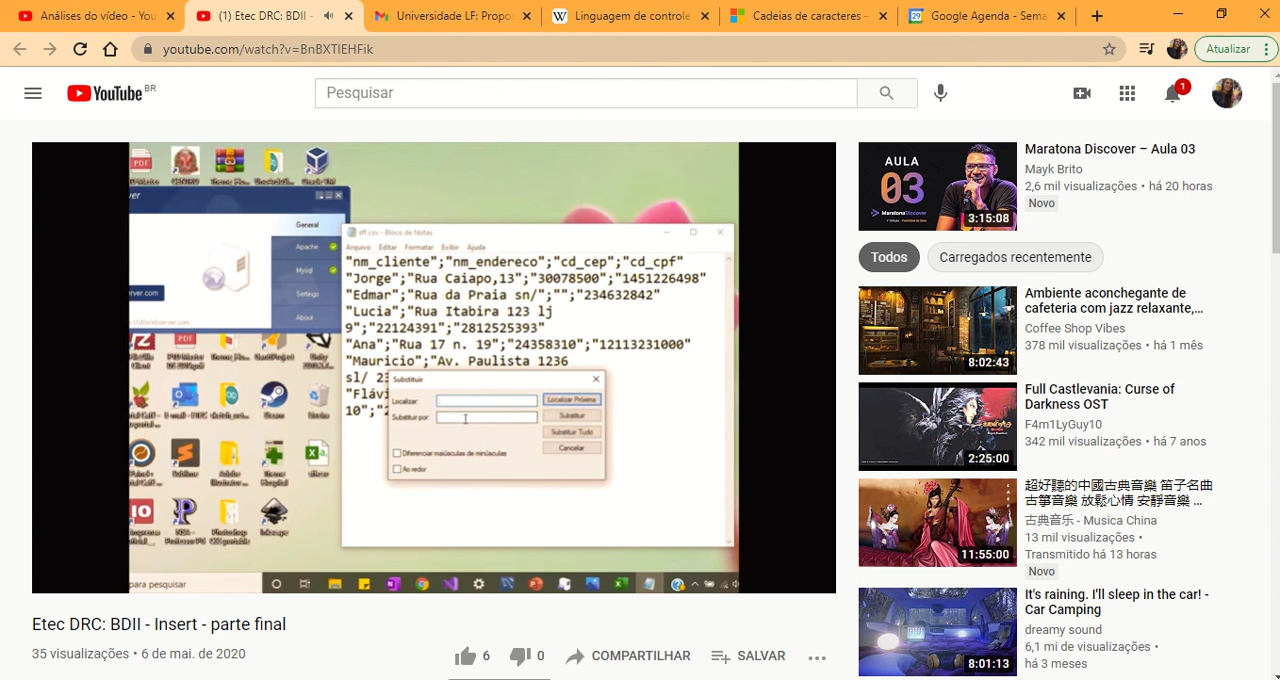 Análises do vídeo - You
(1) Etec DRC: BDII -
Universidade LF: Propo
Linguagem de controle
Cadeias de caracteres –
Google Agenda - Sema
youtube.com/watch?v=BnBXTlEHFik
Atualizar
YouTube BR
Pesquisar
1
General
Apache
Mysql
Settings
About
Bloco de Notas
Arquivo Editar Formatar Exibir Ajuda
"nm_cliente";"nm_endereco";"cd_cep";"cd_cpf"
"Jorge";"Rua Caiapo,13";"30078500";"1451226498"
"Edmar";"Rua da Praia sn/";"";"234632842"
"Lucia";"Rua Itabira 123 lj
9";"22124391";"2812525393"
"Ana";"Rua 17 n. 19";"24358310";"12113231000"
"Mauricio";"Av. Paulista 1236
sl/ 23
"Flávi
10";"2
Substituir
Localizar:
Localizar Próxima
Substituir por:
Substituir
Substituir Tudo
Cancelar
Diferenciar maiúsculas de minúsculas
Ao redor
para pesquisar
Etec DRC: BDII - Insert - parte final
35 visualizações • 6 de mai. de 2020
6
0
COMPARTILHAR
SALVAR
AULA
03
MaratonaDiscover
3:15:08
Maratona Discover – Aula 03
Mayk Brito
2,6 mil visualizações • há 20 horas
Novo
Todos
Carregados recentemente
8:02:43
Ambiente aconchegante de
cafeteria com jazz relaxante,...
Coffee Shop Vibes
378 mil visualizações • há 1 mês
2:25:00
Full Castlevania: Curse of
Darkness OST
F4m1LyGuy10
342 mil visualizações • há 7 anos
11:55:00
超好聽的中國古典音樂 笛子名曲
古箏音樂 放鬆心情 安靜音樂 ...
古典音乐 - Musica China
13 mil visualizações •
Transmitido há 13 horas
Novo
8:01:13
It's raining. I'll sleep in the car! -
Car Camping
dreamy sound
6,1 mi de visualizações •
há 3 meses